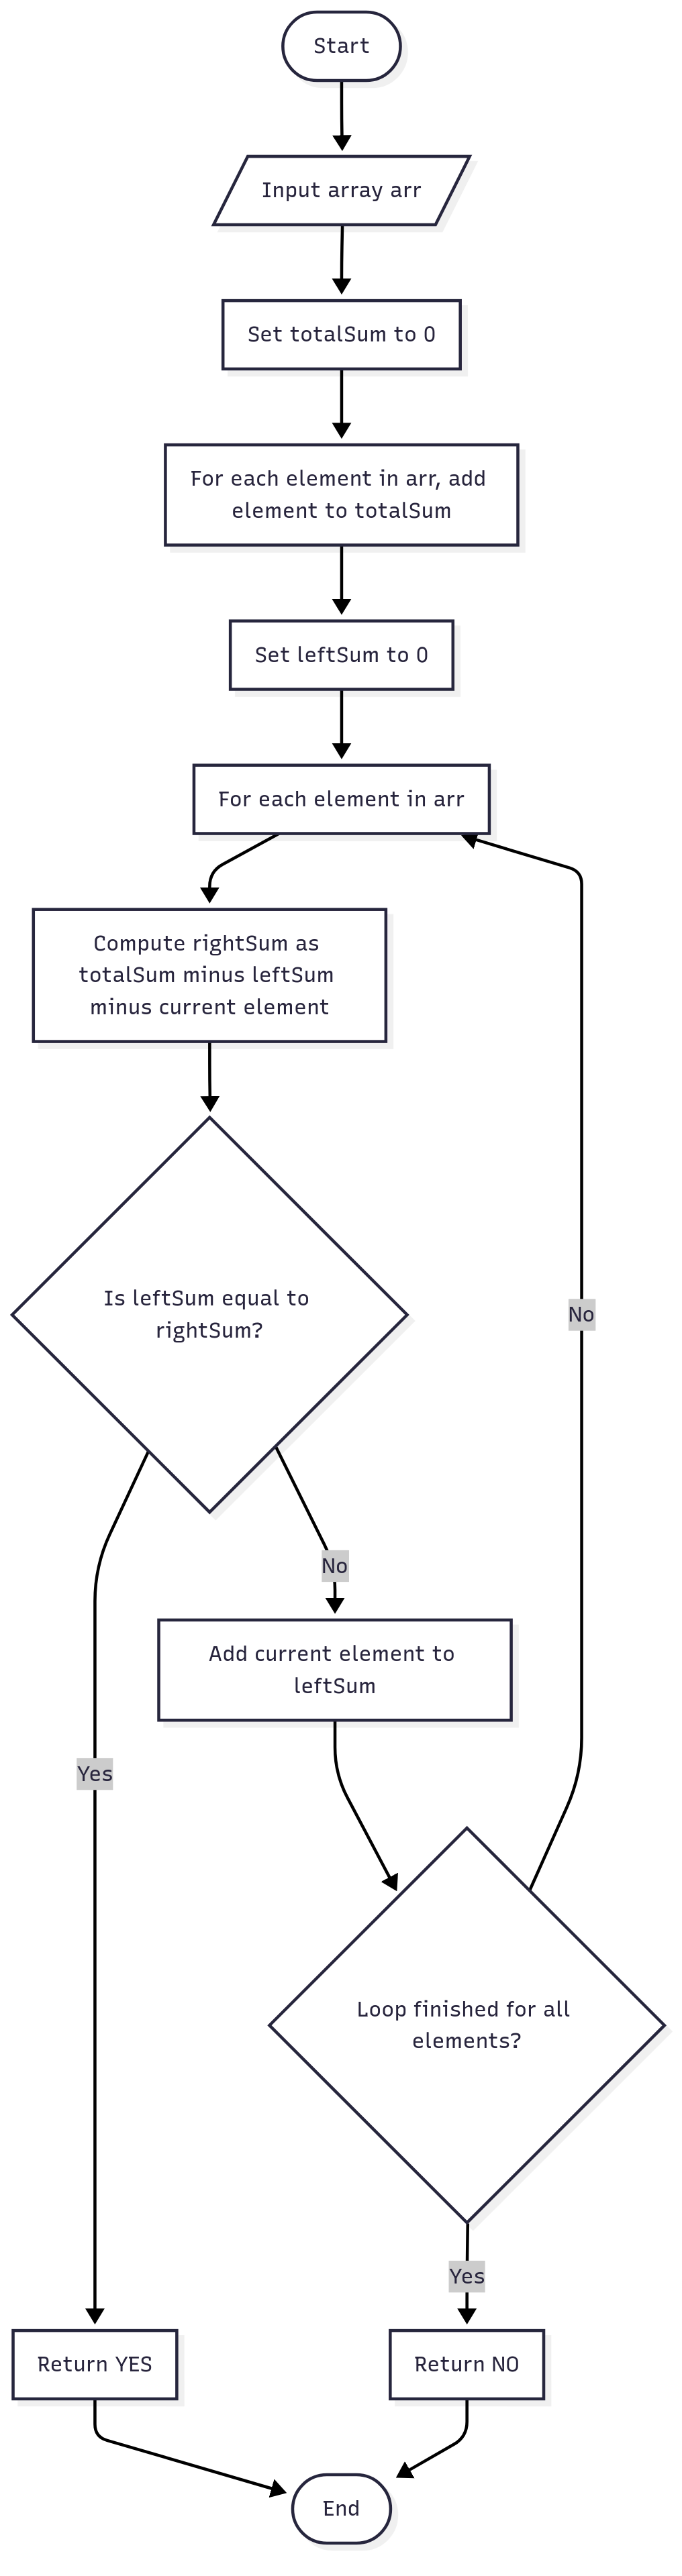 Start
Input array arr
Set totalSum to 0
For each element in arr, add
element to totalSum
Set leftSum to 0
For each element in arr
Compute rightSum as
totalSum minus leftSum
minus current element
Is leftSum equal to
rightSum?
No
No
Add current element to
leftSum
Yes
Loop finished for all
elements?
Yes
Return YES
Return NO
End